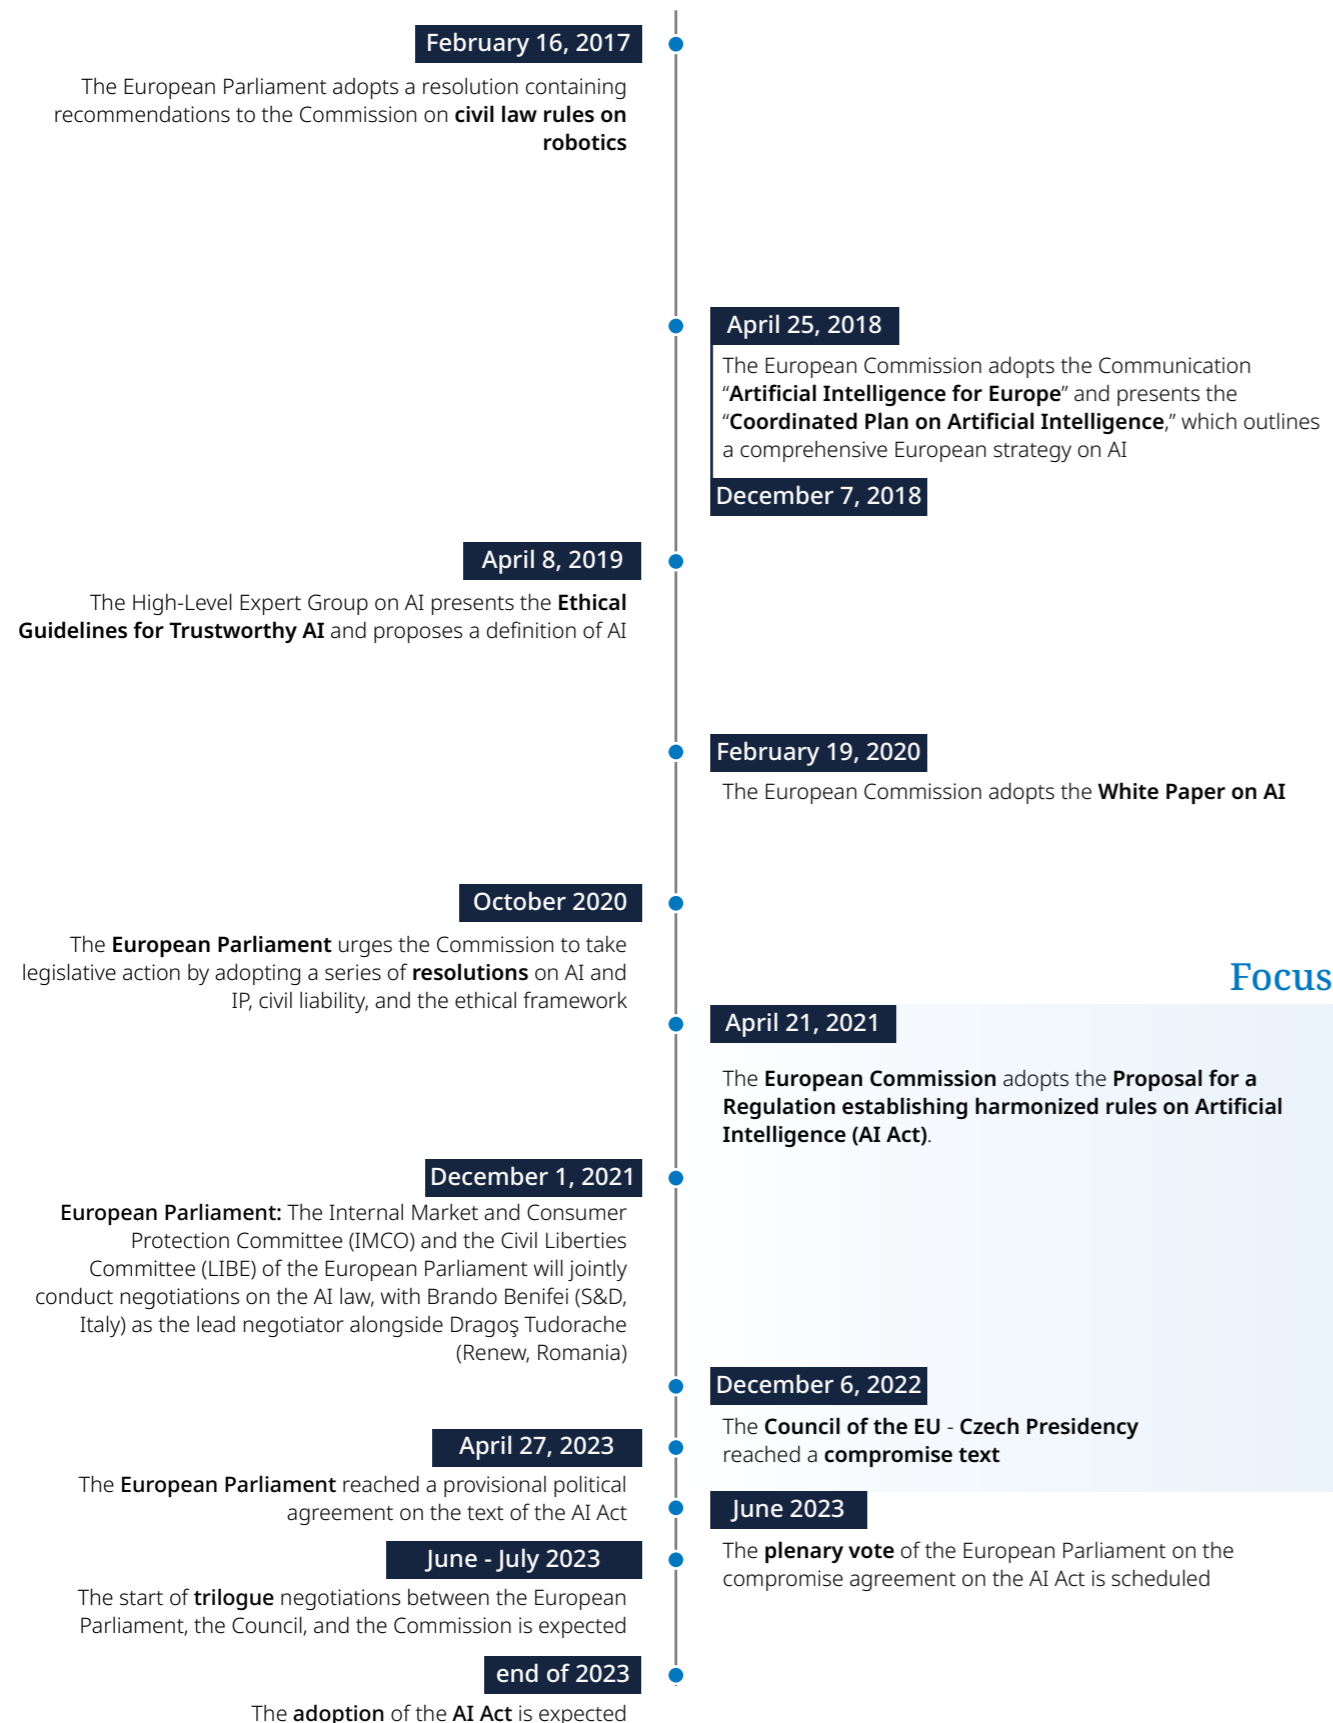 February 16, 2017
The European Parliament adopts a resolution containing
recommendations to the Commission on civil law rules on
robotics
April 25, 2018
The European Commission adopts the Communication
“Artificial Intelligence for Europe” and presents the
“Coordinated Plan on Artificial Intelligence,” which outlines
a comprehensive European strategy on AI
December 7, 2018
April 8, 2019
The High-Level Expert Group on AI presents the Ethical
Guidelines for Trustworthy AI and proposes a definition of AI
February 19, 2020
The European Commission adopts the White Paper on AI
October 2020
The European Parliament urges the Commission to take
legislative action by adopting a series of resolutions on AI and
IP, civil liability, and the ethical framework
Focus
April 21, 2021
The European Commission adopts the Proposal for a
Regulation establishing harmonized rules on Artificial
Intelligence (AI Act).
December 1, 2021
European Parliament: The Internal Market and Consumer
Protection Committee (IMCO) and the Civil Liberties
Committee (LIBE) of the European Parliament will jointly
conduct negotiations on the AI law, with Brando Benifei (S&D,
Italy) as the lead negotiator alongside Dragoş Tudorache
(Renew, Romania)
December 6, 2022
The Council of the EU - Czech Presidency
reached a compromise text
April 27, 2023
The European Parliament reached a provisional political
agreement on the text of the AI Act
June 2023
The plenary vote of the European Parliament on the
compromise agreement on the AI Act is scheduled
June - July 2023
The start of trilogue negotiations between the European
Parliament, the Council, and the Commission is expected
end of 2023
The adoption of the AI Act is expected